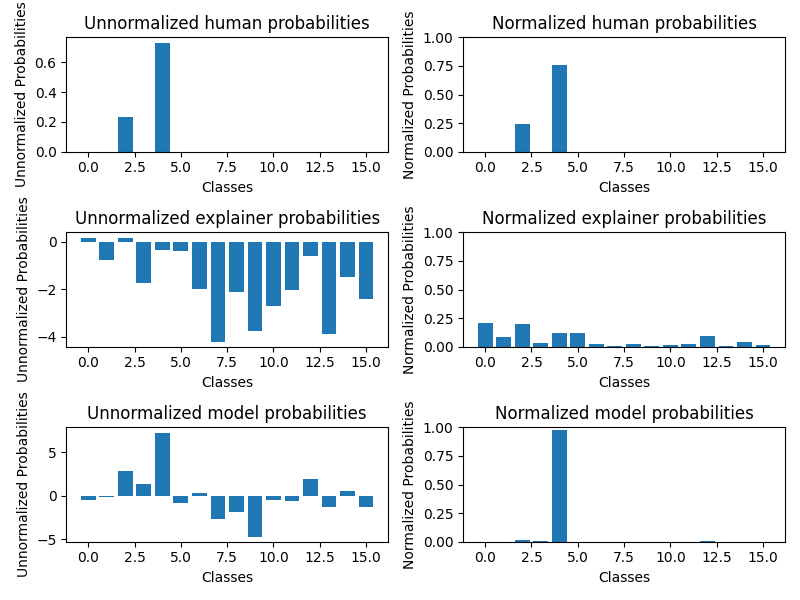 Unnormalized human probabilities
Unnormalized Probabilities
0.6
0.4
0.2
0.0
0.0 2.5 5.0 7.5 10.0 12.5 15.0
Classes
Normalized human probabilities
Normalized Probabilities
1.00
0.75
0.50
0.25
0.00
0.0 2.5 5.0 7.5 10.0 12.5 15.0
Classes
Unnormalized explainer probabilities
Unnormalized Probabilities
0
−2
−4
0.0 2.5 5.0 7.5 10.0 12.5 15.0
Classes
Normalized explainer probabilities
Normalized Probabilities
1.00
0.75
0.50
0.25
0.00
0.0 2.5 5.0 7.5 10.0 12.5 15.0
Classes
Unnormalized model probabilities
Unnormalized Probabilities
5
0
−5
0.0 2.5 5.0 7.5 10.0 12.5 15.0
Classes
Normalized model probabilities
Normalized Probabilities
1.00
0.75
0.50
0.25
0.00
0.0 2.5 5.0 7.5 10.0 12.5 15.0
Classes